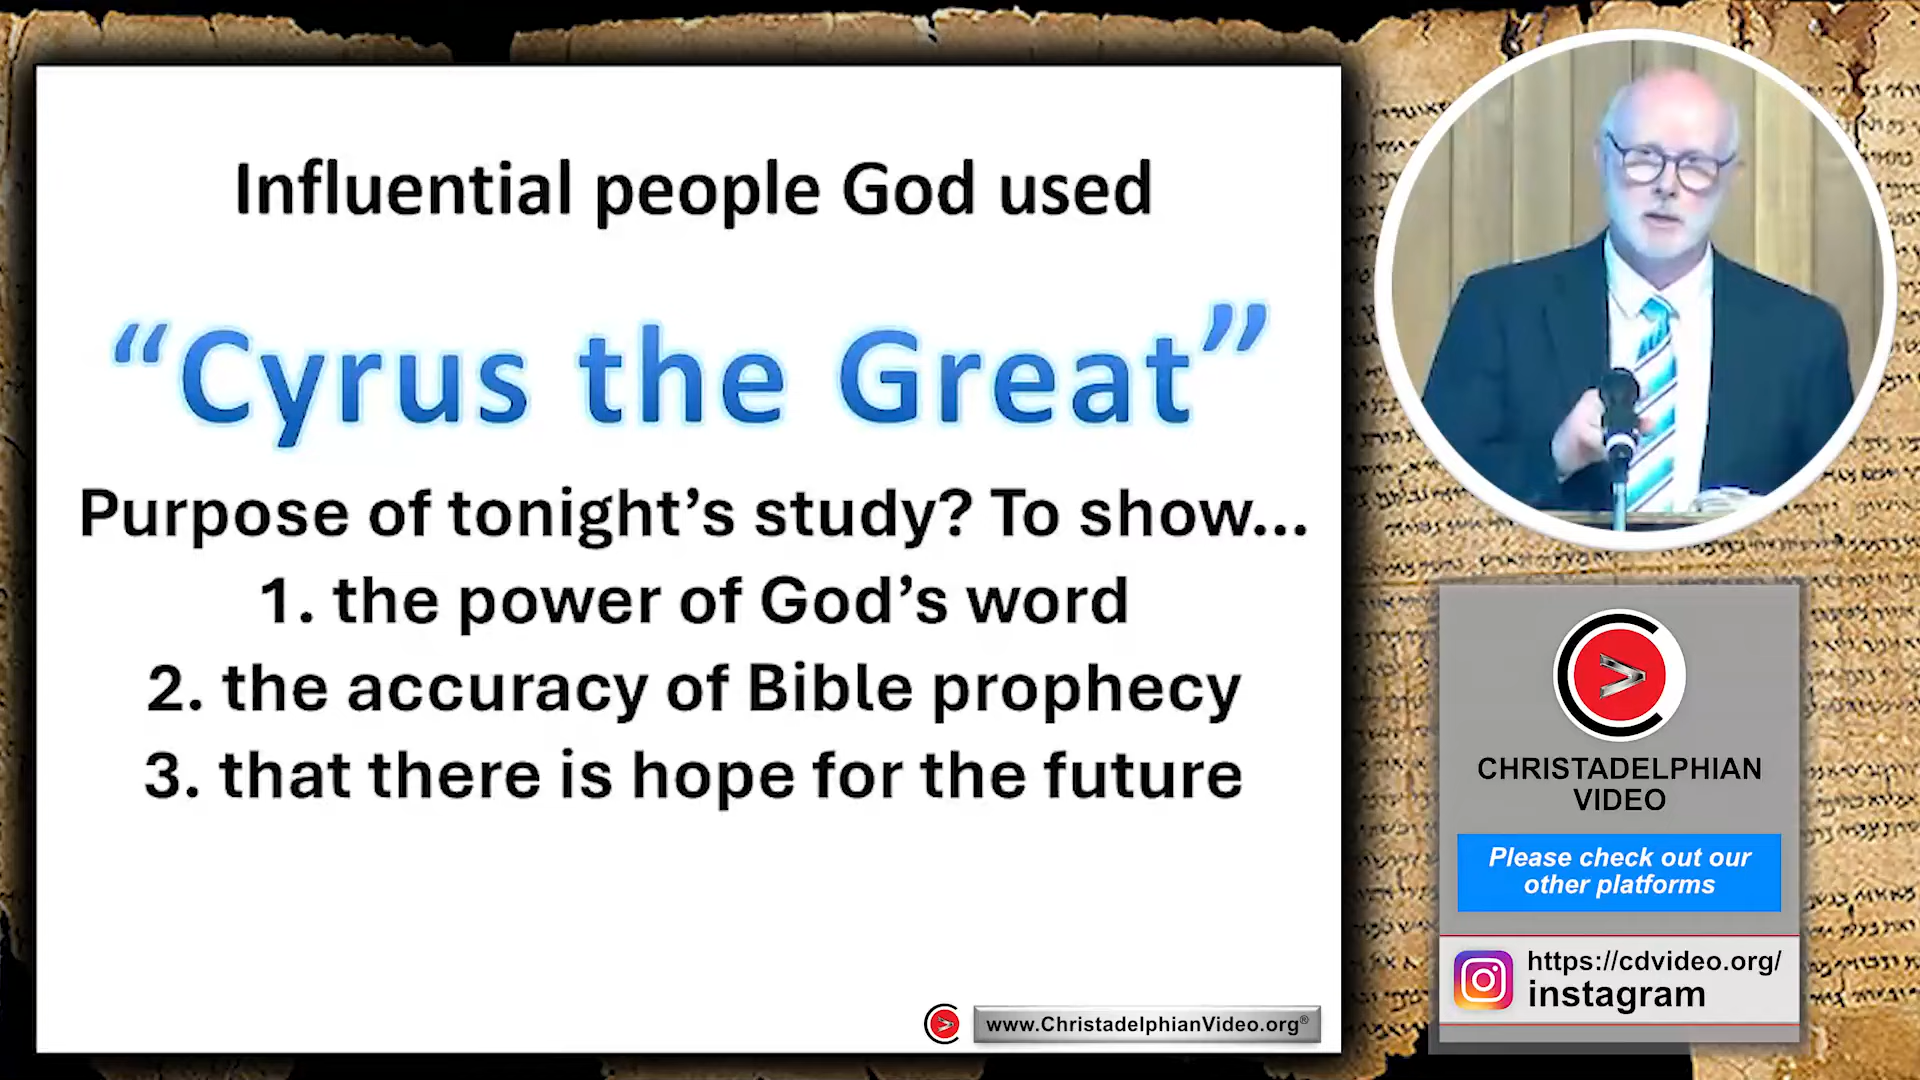 Influential people God used
“Cyrus the Great”
Purpose of tonight’s study? To show...
1. the power of God’s word
2. the accuracy of Bible prophecy
3. that there is hope for the future
www.ChristadelphianVideo.org®
CHRISTADELPHIAN
VIDEO
Please check out our
other platforms
https://cdvideo.org/
instagram